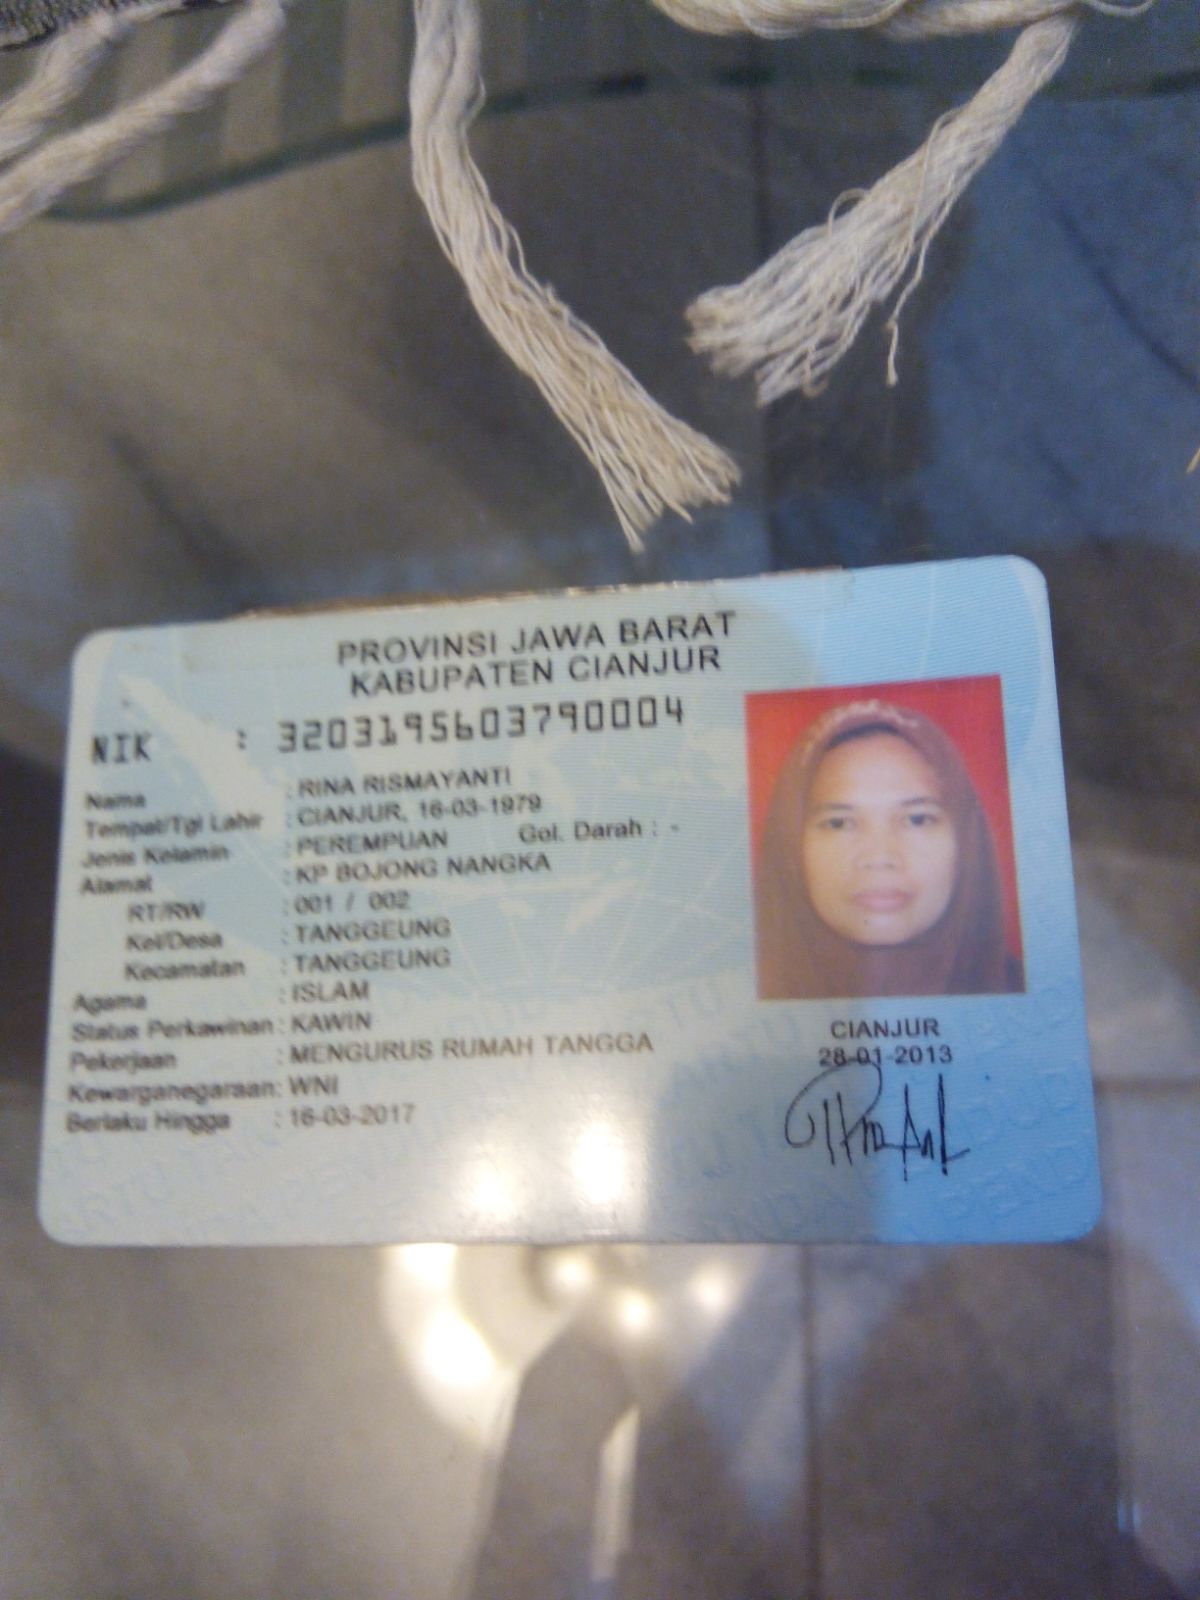 PROVINSI JAWA BARAT
KABUPATEN CIANJUR
NIK : 3203195603790004
Nama : RINA RISMAYANTI
Tempat/Tgl Lahir : CIANJUR, 16-03-1979
Jenis Kelamin : PEREMPUAN Gol. Darah : -
Alamat : KP BOJONG NANGKA
RT/RW : 001 / 002
Kel/Desa : TANGGEUNG
Kecamatan : TANGGEUNG
Agama : ISLAM
Status Perkawinan : KAWIN
Pekerjaan : MENGURUS RUMAH TANGGA
Kewarganegaraan : WNI
Berlaku Hingga : 16-03-2017
CIANJUR
28-01-2013